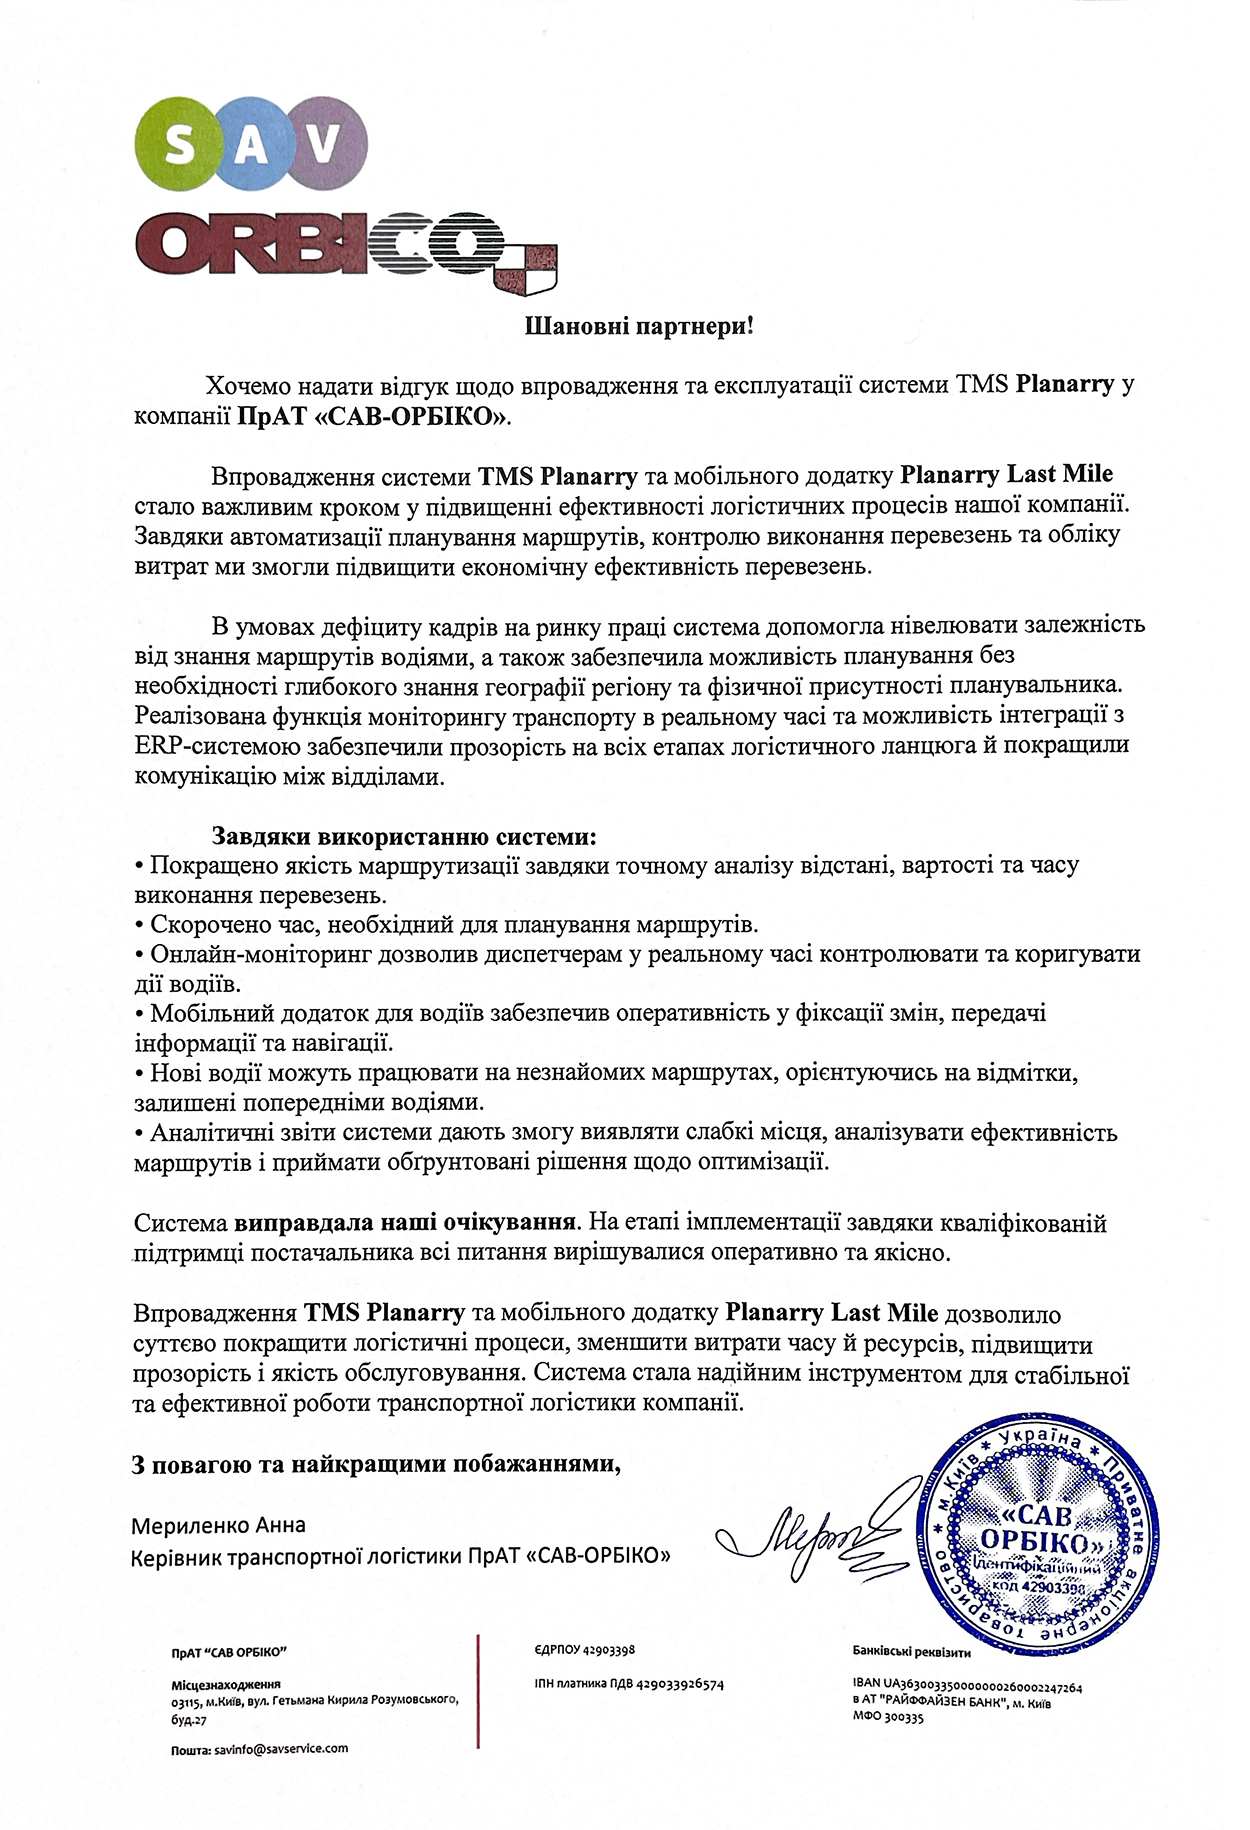 SAV
ORBICO
Шановні партнери!
Хочемо надати відгук щодо впровадження та експлуатації системи TMS Planarry у
компанії ПрАТ «САВ-ОРБІКО».
Впровадження системи TMS Planarry та мобільного додатку Planarry Last Mile
стало важливим кроком у підвищенні ефективності логістичних процесів нашої компанії.
Завдяки автоматизації планування маршрутів, контролю виконання перевезень та обліку
витрат ми змогли підвищити економічну ефективність перевезень.
В умовах дефіциту кадрів на ринку праці система допомогла нівелювати залежність
від знання маршрутів водіями, а також забезпечила можливість планування без
необхідності глибокого знання географії регіону та фізичної присутності планувальника.
Реалізована функція моніторингу транспорту в реальному часі та можливість інтеграції з
ERP-системою забезпечили прозорість на всіх етапах логістичного ланцюга й покращили
комунікацію між відділами.
Завдяки використанню системи:
• Покращено якість маршрутизації завдяки точному аналізу відстані, вартості та часу
виконання перевезень.
• Скорочено час, необхідний для планування маршрутів.
• Онлайн-моніторинг дозволив диспетчерам у реальному часі контролювати та коригувати
дії водіїв.
• Мобільний додаток для водіїв забезпечив оперативність у фіксації змін, передачі
інформації та навігації.
• Нові водії можуть працювати на незнайомих маршрутах, орієнтуючись на відмітки,
залишені попередніми водіями.
• Аналітичні звіти системи дають змогу виявляти слабкі місця, аналізувати ефективність
маршрутів і приймати обґрунтовані рішення щодо оптимізації.
Система виправдала наші очікування. На етапі імплементації завдяки кваліфікованій
підтримці постачальника всі питання вирішувалися оперативно та якісно.
Впровадження TMS Planarry та мобільного додатку Planarry Last Mile дозволило
суттєво покращити логістичні процеси, зменшити витрати часу й ресурсів, підвищити
прозорість і якість обслуговування. Система стала надійним інструментом для стабільної
та ефективної роботи транспортної логістики компанії.
З повагою та найкращими побажаннями,
Мериленко Анна
Керівник транспортної логістики ПрАТ «САВ-ОРБІКО»
* м.Київ * Україна * Приватне акціонерне товариство
«САВ
ОРБІКО»
Ідентифікаційний
код 42903398
ПрАТ “САВ ОРБІКО”
Місцезнаходження
03115, м.Київ, вул. Гетьмана Кирила Розумовського,
буд.27
Пошта: savinfo@savservice.com
ЄДРПОУ 42903398
ІПН платника ПДВ 429033926574
Банківські реквізити
IBAN UA363003350000000260002247264
в АТ "РАЙФФАЙЗЕН БАНК", м. Київ
МФО 300335